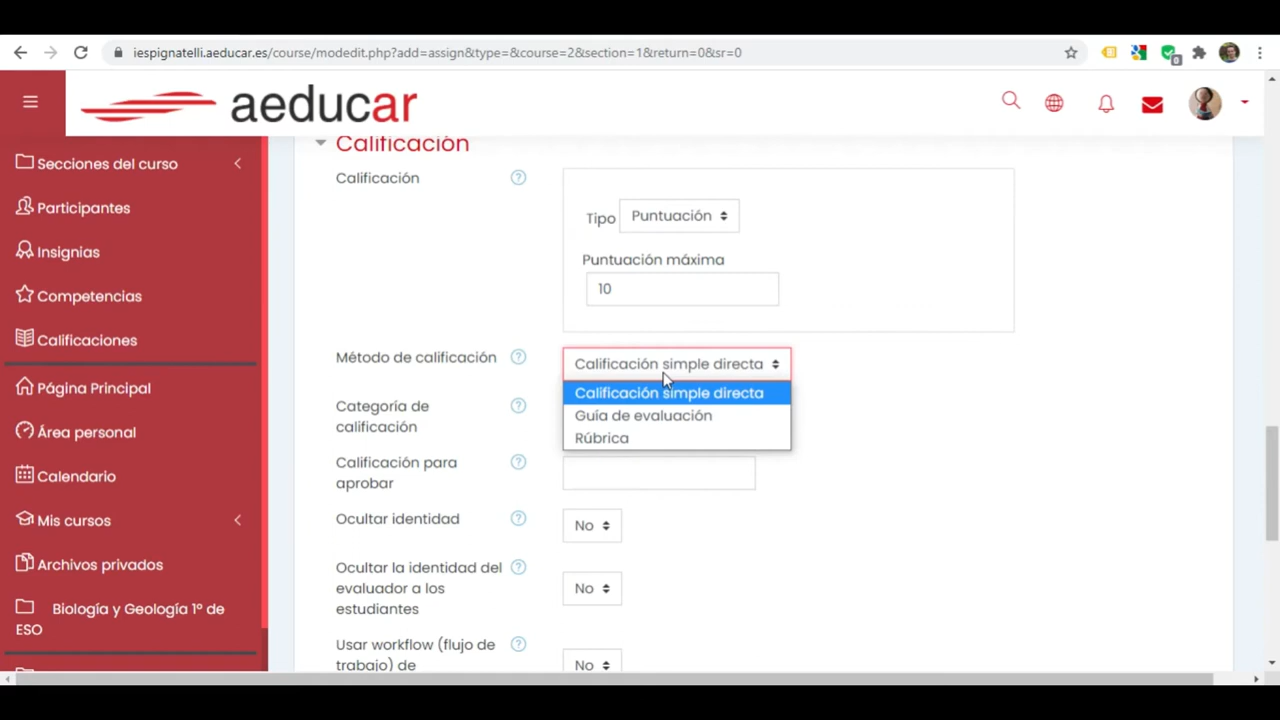 iespignatelli.aeducar.es/course/modedit.php?add=assign&type=&course=2&section=1&return=0&sr=0
0
aeducar
Secciones del curso
Participantes
Insignias
Competencias
Calificaciones
Página Principal
Área personal
Calendario
Mis cursos
Archivos privados
Biología y Geología 1º de
ESO
Calificación
Calificación ?
Tipo Puntuación
Puntuación máxima
10
Método de calificación ? Calificación simple directa
Calificación simple directa
Guía de evaluación
Rúbrica
Categoría de ?
calificación
Calificación para ?
aprobar
Ocultar identidad ? No
Ocultar la identidad del ?
evaluador a los No
estudiantes
Usar workflow (flujo de ?
trabajo) de No